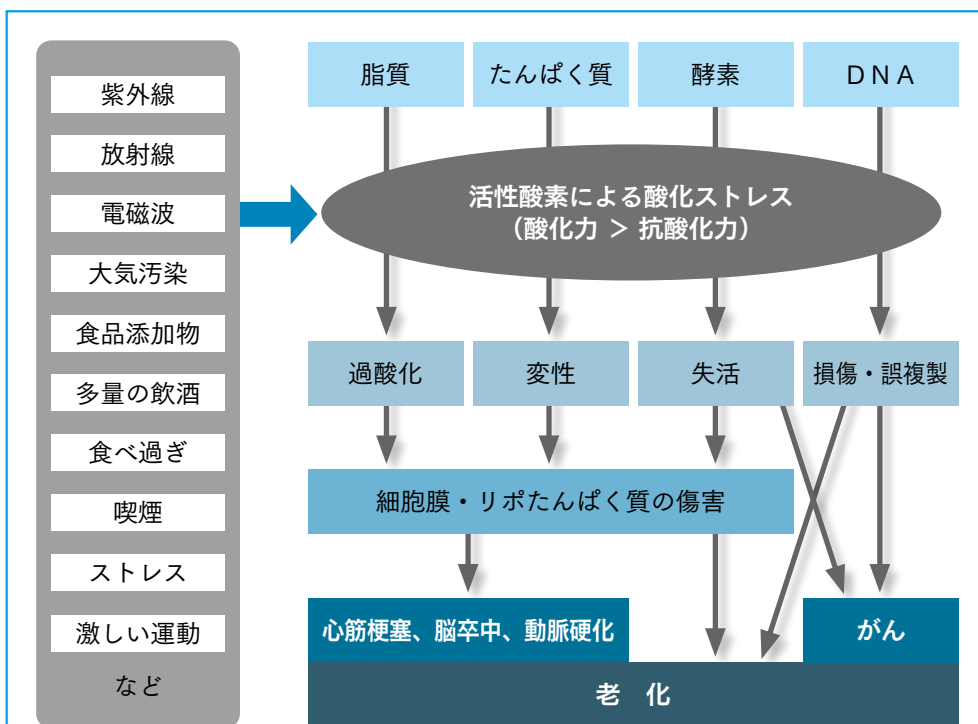 紫外線
放射線
電磁波
大気汚染
食品添加物
多量の飲酒
食べ過ぎ
喫煙
ストレス
激しい運動
など
脂質
たんぱく質
酵素
ＤＮＡ
活性酸素による酸化ストレス
（酸化力 ＞ 抗酸化力）
過酸化
変性
失活
損傷・誤複製
細胞膜・リポたんぱく質の傷害
心筋梗塞、脳卒中、動脈硬化
がん
老　化